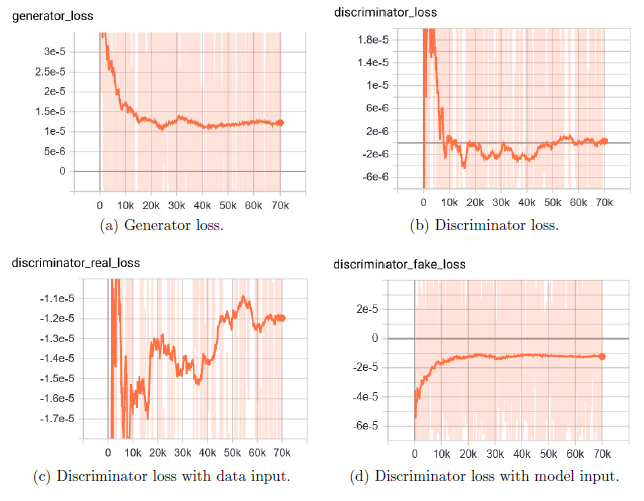 generator_loss
3e-5
2.5e-5
2e-5
1.5e-5
1e-5
5e-6
0
0 10k 20k 30k 40k 50k 60k 70k
(a) Generator loss.
discriminator_loss
1.8e-5
1.4e-5
1e-5
6e-6
2e-6
-2e-6
-6e-6
0 10k 20k 30k 40k 50k 60k 70k
(b) Discriminator loss.
discriminator_real_loss
-1.1e-5
-1.2e-5
-1.3e-5
-1.4e-5
-1.5e-5
-1.6e-5
-1.7e-5
0 10k 20k 30k 40k 50k 60k 70k
(c) Discriminator loss with data input.
discriminator_fake_loss
2e-5
0
-2e-5
-4e-5
-6e-5
0 10k 20k 30k 40k 50k 60k 70k
(d) Discriminator loss with model input.